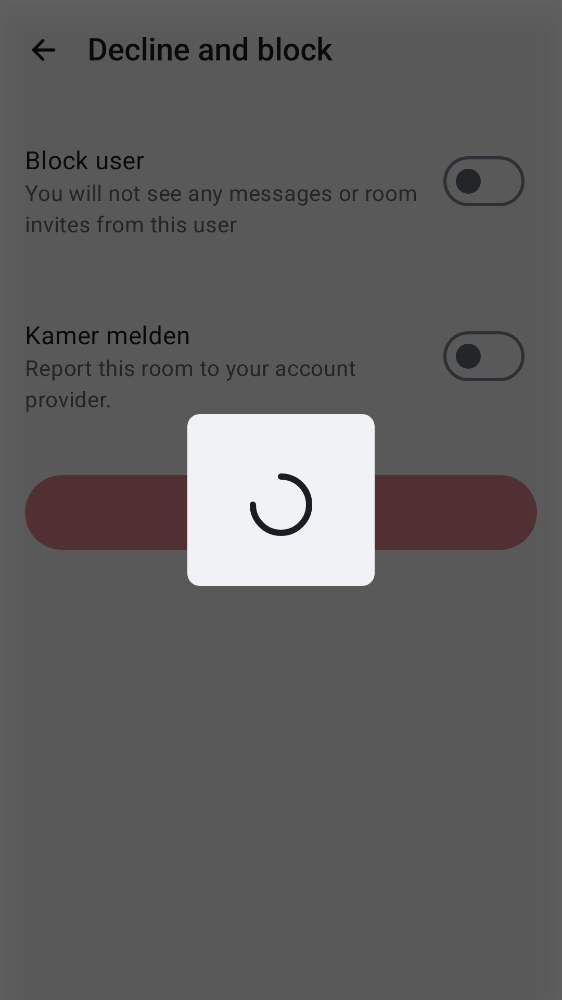 Decline and block
Block user
You will not see any messages or room
invites from this user
Kamer melden
Report this room to your account
provider.